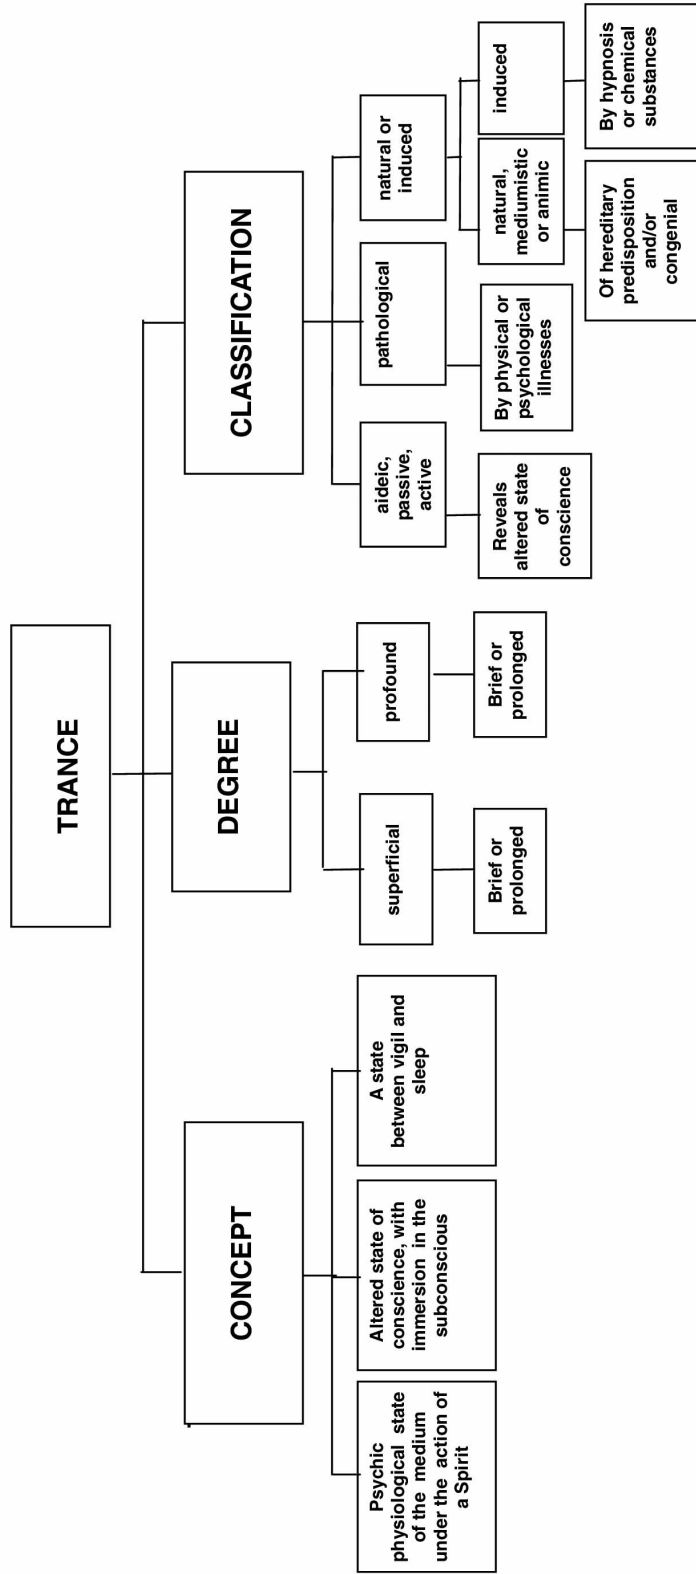 TRANCE
CONCEPT
DEGREE
CLASSIFICATION
Psychic
physiological state
of the medium
under the action of
a Spirit
Altered state of
conscience, with
immersion in the
subconscious
A state
between vigil and
sleep
superficial
profound
Brief or
prolonged
Brief or
prolonged
aideic,
passive,
active
pathological
natural or
induced
Reveals
altered state
of
conscience
By physical or
psychological
illnesses
natural,
mediumistic
or animic
induced
Of hereditary
predisposition
and/or
congenial
By hypnosis
or chemical
substances